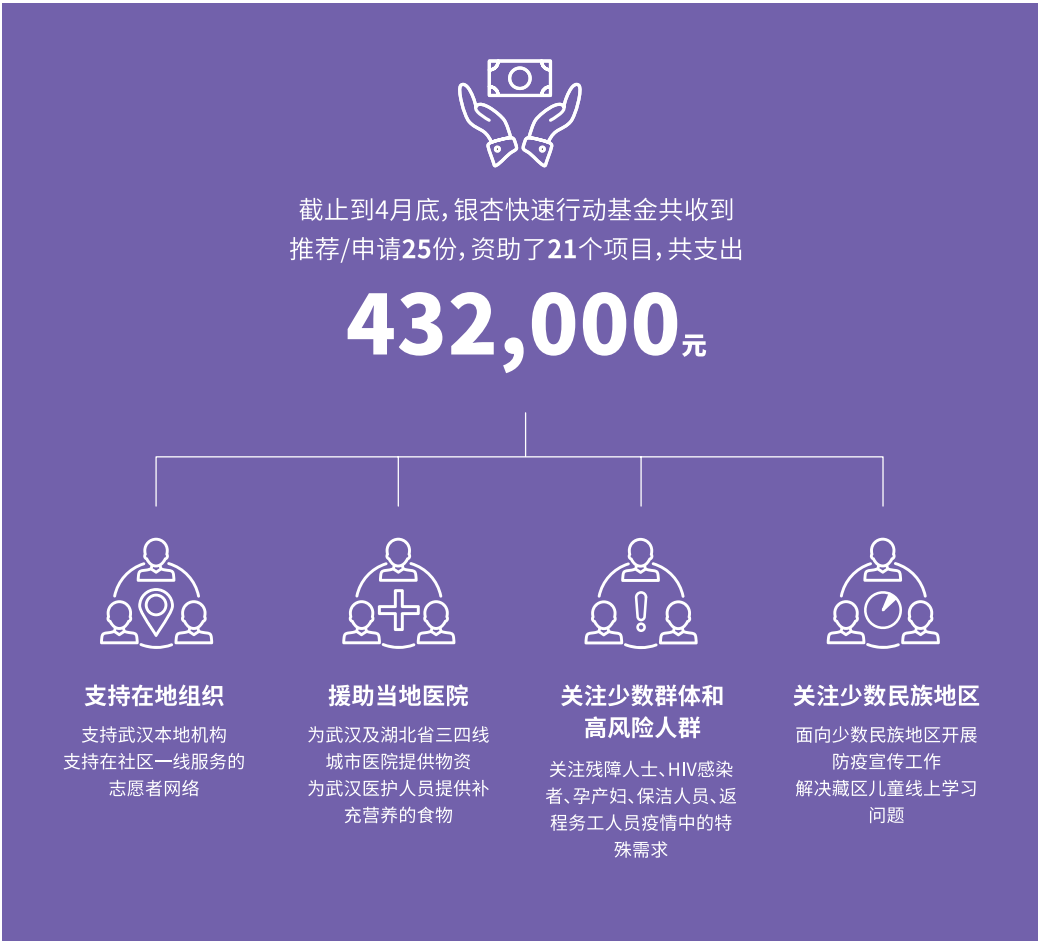 截止到4月底，银杏快速行动基金共收到
推荐/申请25份，资助了21个项目，共支出
432,000元
支持在地组织
支持武汉本地机构
支持在社区一线服务的
志愿者网络
援助当地医院
为武汉及湖北省三四线
城市医院提供物资
为武汉医护人员提供补
充营养的食物
关注少数群体和
高风险人群
关注残障人士、HIV感染
者、孕产妇、保洁人员、返
程务工人员疫情中的特
殊需求
关注少数民族地区
面向少数民族地区开展
防疫宣传工作
解决藏区儿童线上学习
问题